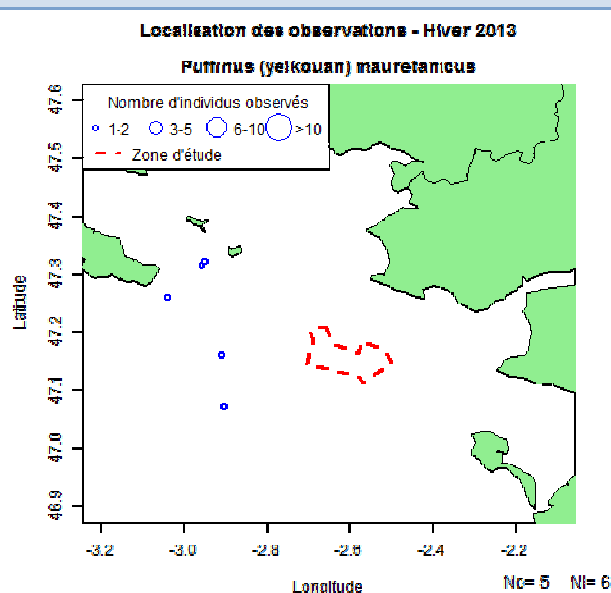 Localisation des observations - Hiver 2013
Puffinus (yelkouan) mauretanicus
Nombre d'individus observés
1-2 3-5 6-10 >10
Zone d'étude
Latitude
47.6
47.5
47.4
47.3
47.2
47.1
47.0
46.9
-3.2 -3.0 -2.8 -2.6 -2.4 -2.2
Longitude
No= 5 NI= 6